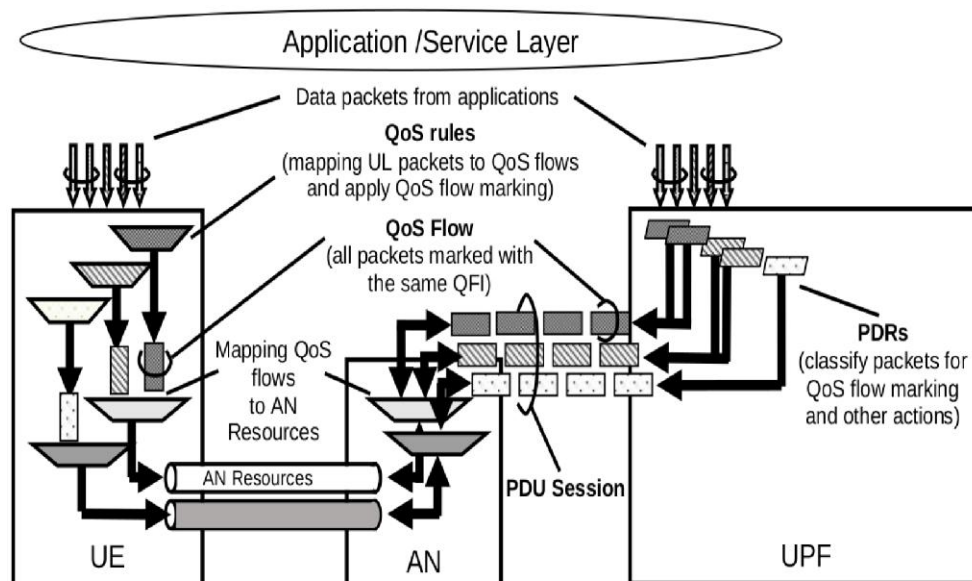 Application /Service Layer
Data packets from applications
QoS rules
(mapping UL packets to QoS flows
and apply QoS flow marking)
QoS Flow
(all packets marked with
the same QFI)
Mapping QoS
flows
to AN
Resources
PDRs
(classify packets for
QoS flow marking
and other actions)
AN Resources
PDU Session
UE
AN
UPF